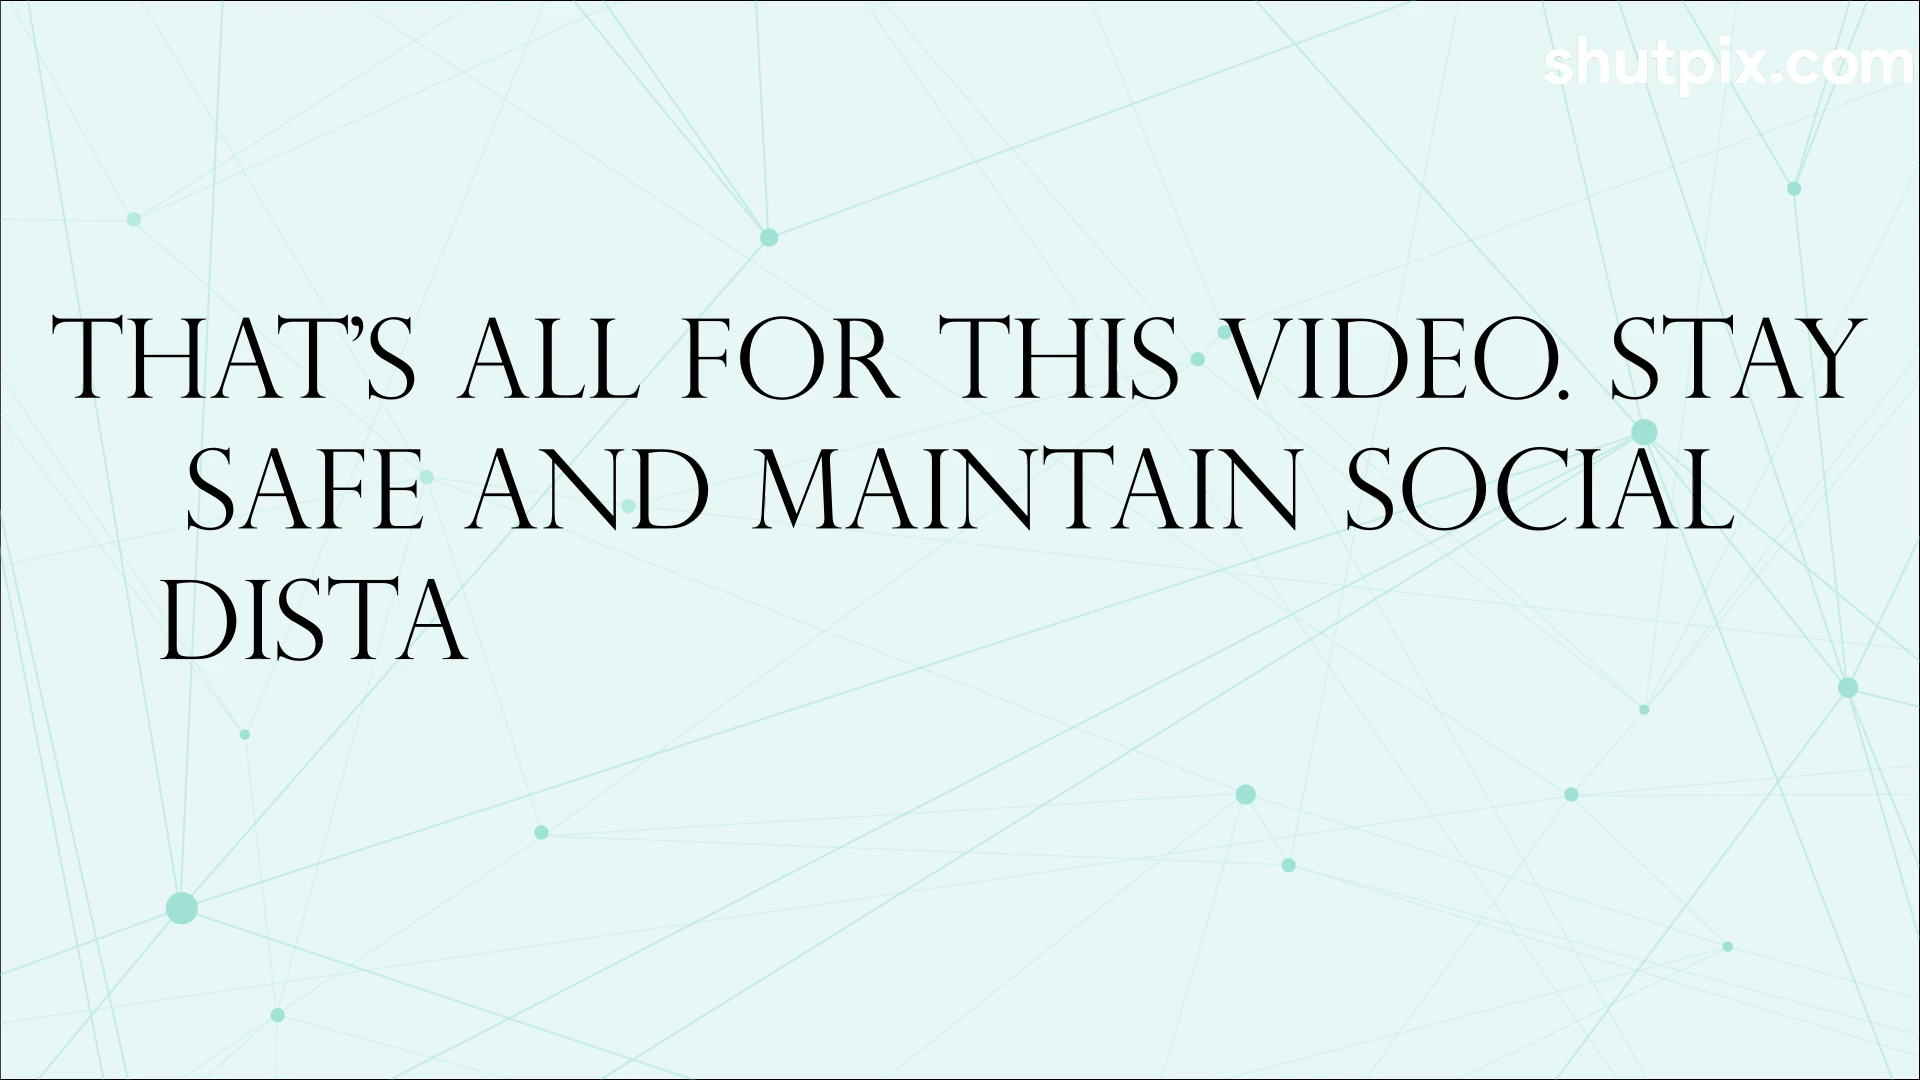 shutpix.com
THAT’S ALL FOR THIS VIDEO. STAY
SAFE AND MAINTAIN SOCIAL
DISTA